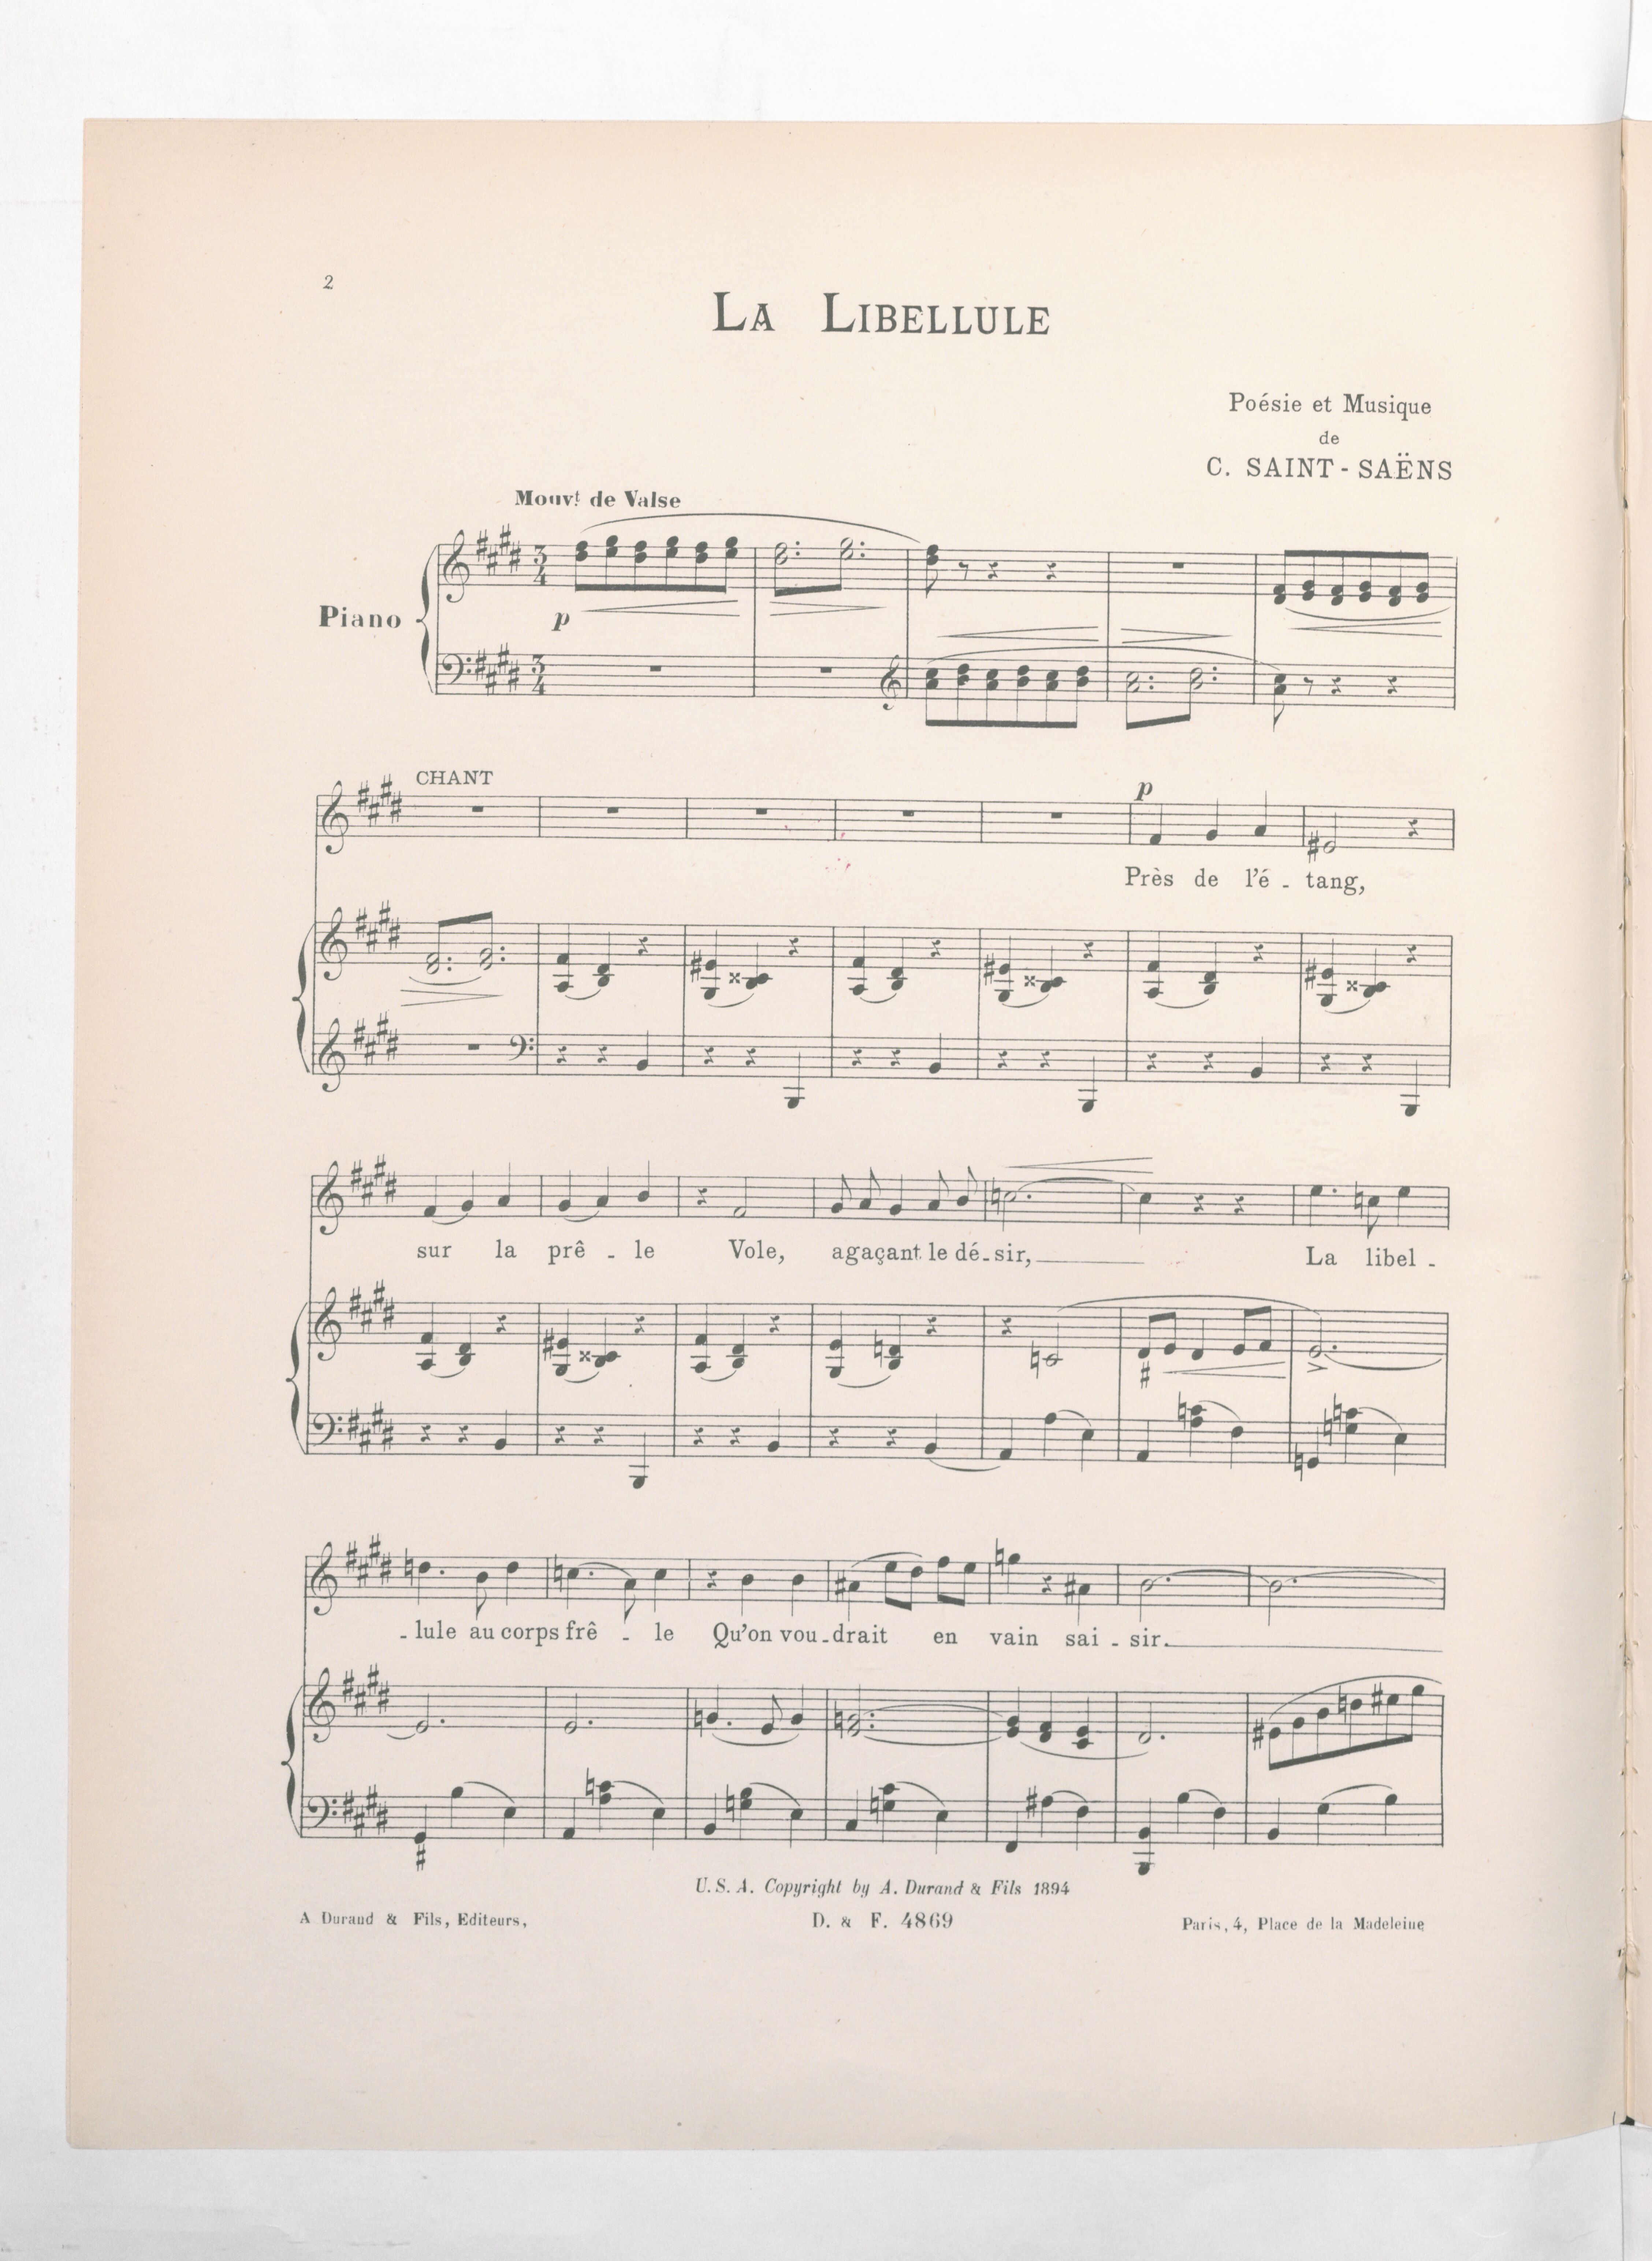 2
LA LIBELLULE
Poésie et Musique
de
C. SAINT-SAËNS
Mouvt de Valse
Piano
p
CHANT
p
Près de l'é - tang,
sur la prê - le Vole, agaçant le dé-sir, La libel -
- lule au corps frê - le Qu'on vou-drait en vain sai - sir.
U.S.A. Copyright by A. Durand & Fils 1894
A Durand & Fils, Editeurs, D. & F. 4869 Paris, 4, Place de la Madeleine